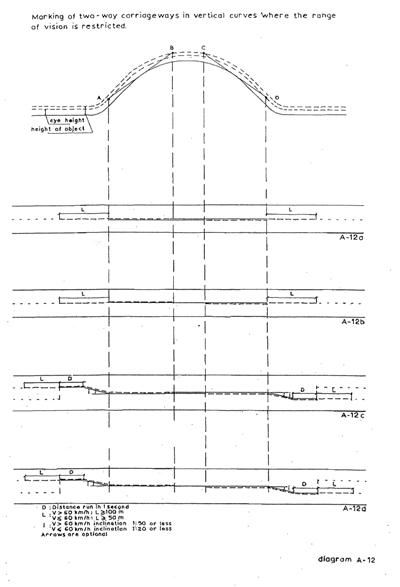 Marking of two-way carriageways in vertical curves where the range
of vision is restricted.
A B C D
eye height
height of object
L L
A-12a
L L
A-12b
L D D L
A-12c
L D D L
A-12d
D : Distance run in 1 second
L : V > 60 km/h : L ≥ 100 m
V ≤ 60 km/h : L ≥ 50 m
V > 60 km/h inclination 1:50 or less
V ≤ 60 km/h inclination 1:20 or less
Arrows are optional
diagram A-12